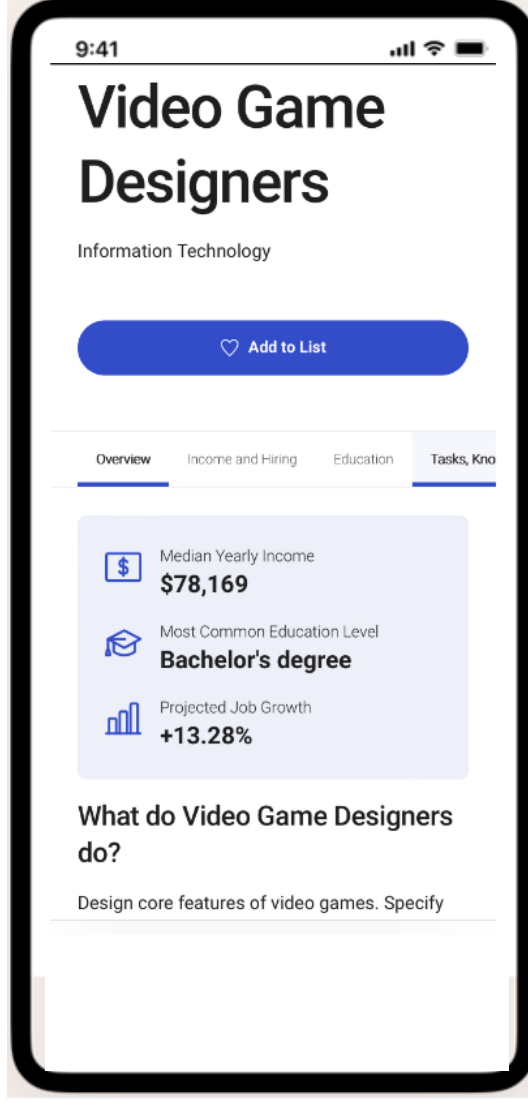 9:41
Video Game
Designers
Information Technology
Add to List
Overview Income and Hiring Education Tasks, Kno
$
Median Yearly Income
$78,169
Most Common Education Level
Bachelor's degree
Projected Job Growth
+13.28%
What do Video Game Designers
do?
Design core features of video games. Specify